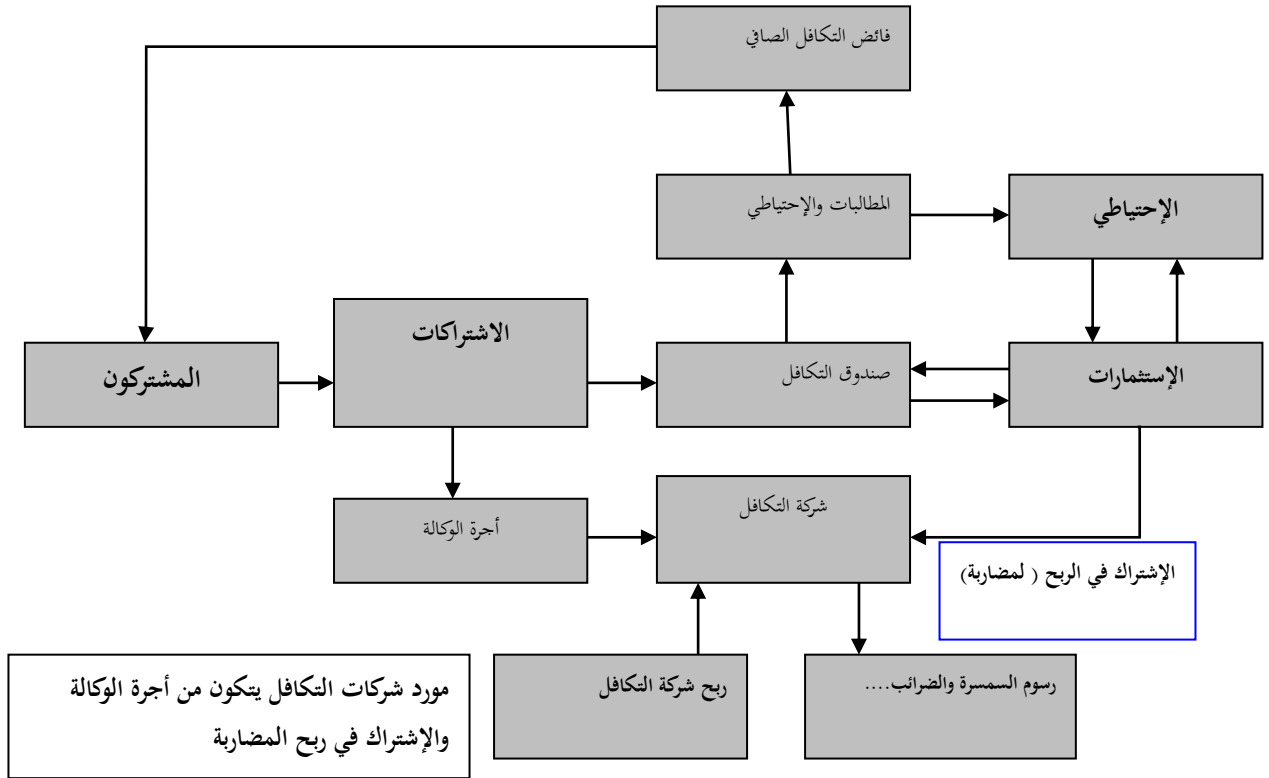 فائض التكافل الصافي
المطالبات والإحتياطي
الإحتياطي
الاشتراكات
المشتركون
صندوق التكافل
الإستثمارات
أجرة الوكالة
شركة التكافل
الإشتراك في الربح ( لمضاربة)
ربح شركة التكافل
رسوم السمسرة والضرائب....
مورد شركات التكافل يتكون من أجرة الوكالة
والإشتراك في ربح المضاربة